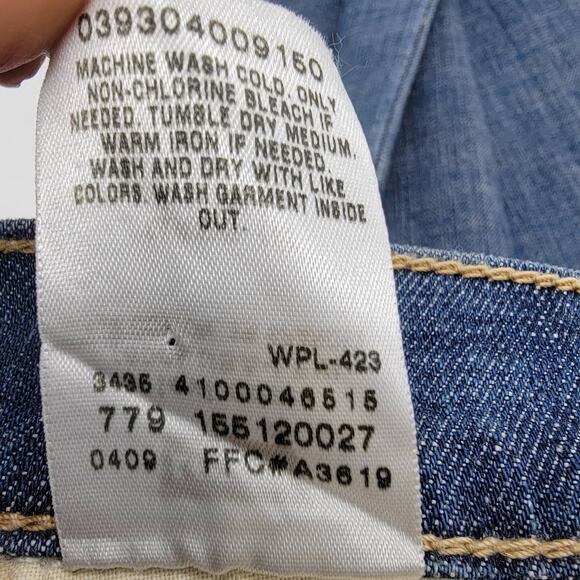 039304009150
MACHINE WASH COLD. ONLY
NON-CHLORINE BLEACH IF
NEEDED. TUMBLE DRY MEDIUM.
WARM IRON IF NEEDED.
WASH AND DRY WITH LIKE
COLORS. WASH GARMENT INSIDE
OUT.
WPL-423
3435 4100046515
779 155120027
0409 FFC#A3619